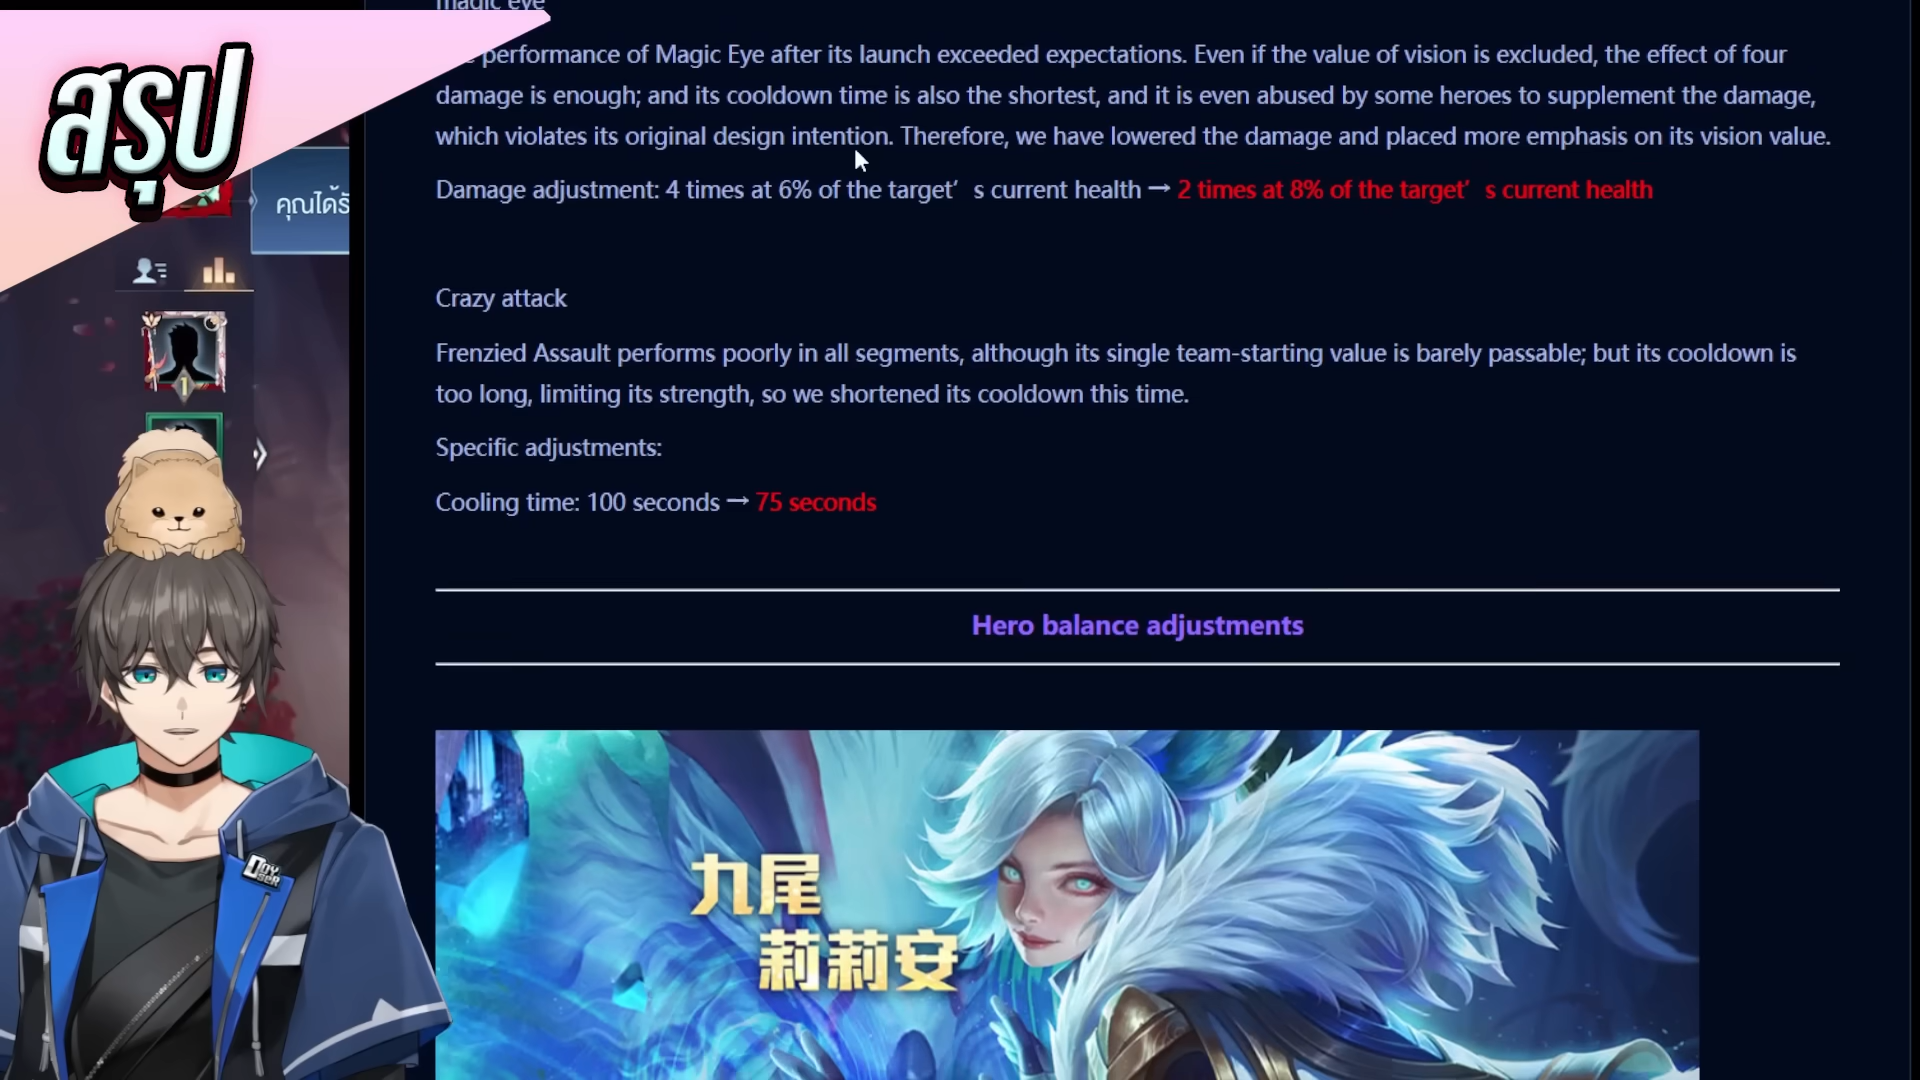 magic eye
สรุป
performance of Magic Eye after its launch exceeded expectations. Even if the value of vision is excluded, the effect of four
damage is enough; and its cooldown time is also the shortest, and it is even abused by some heroes to supplement the damage,
which violates its original design intention. Therefore, we have lowered the damage and placed more emphasis on its vision value.
Damage adjustment: 4 times at 6% of the target’s current health → 2 times at 8% of the target’s current health
คุณได้รั
Crazy attack
1
Frenzied Assault performs poorly in all segments, although its single team-starting value is barely passable; but its cooldown is
too long, limiting its strength, so we shortened its cooldown this time.
Specific adjustments:
Cooling time: 100 seconds → 75 seconds
Hero balance adjustments
九尾
莉莉安